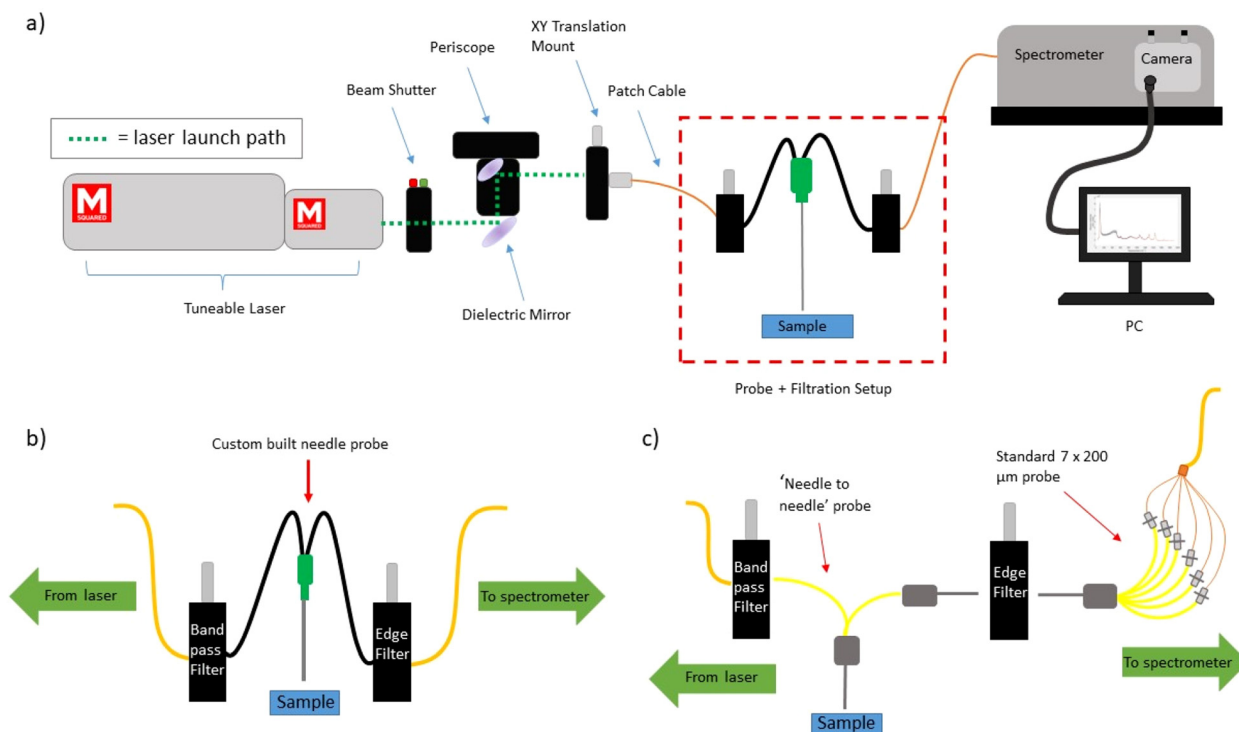 a)
XY Translation
Mount
Periscope
Spectrometer
Camera
Beam Shutter
Patch Cable
= laser launch path
M
SQUARED
M
SQUARED
Tuneable Laser
Dielectric Mirror
Sample
PC
Probe + Filtration Setup
b)
Custom built needle probe
From laser
To spectrometer
Band
pass
Filter
Edge
Filter
Sample
c)
Standard 7 x 200
µm probe
‘Needle to
needle’ probe
Band
pass
Filter
Edge
Filter
From laser
To spectrometer
Sample